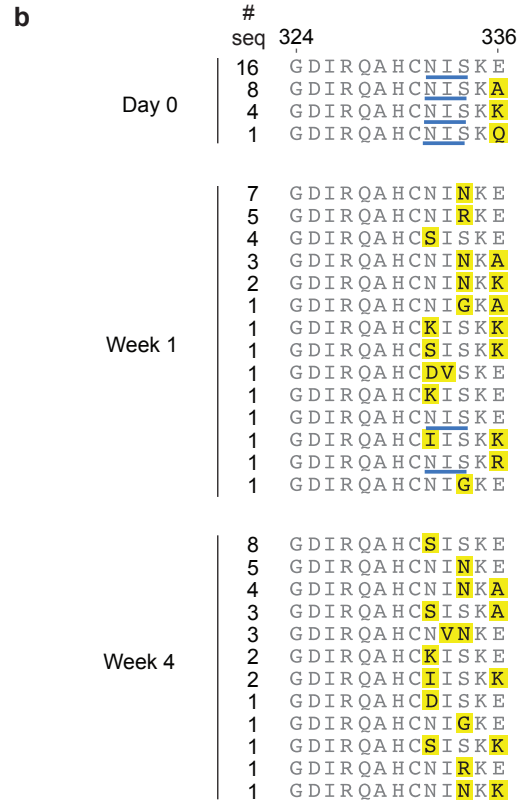 b
#
seq 324 336
Day 0
16 GDIRQAHCNISKE
8 GDIRQAHCNISKA
4 GDIRQAHCNISKK
1 GDIRQAHCNISKQ
Week 1
7 GDIRQAHCNINKE
5 GDIRQAHCNIRKE
4 GDIRQAHCSISKE
3 GDIRQAHCNINKA
2 GDIRQAHCNINKK
1 GDIRQAHCNIGKA
1 GDIRQAHCKISKK
1 GDIRQAHCSISKK
1 GDIRQAHCDVSKE
1 GDIRQAHCKISKE
1 GDIRQAHCNISKE
1 GDIRQAHCIISKK
1 GDIRQAHCNISKR
1 GDIRQAHCNIGKE
Week 4
8 GDIRQAHCSISKE
5 GDIRQAHCNINKE
4 GDIRQAHCNINKA
3 GDIRQAHCSISKA
3 GDIRQAHCNVNKE
2 GDIRQAHCKISKE
2 GDIRQAHCIISKK
1 GDIRQAHCDISKE
1 GDIRQAHCNIGKE
1 GDIRQAHCSISKK
1 GDIRQAHCNIRKE
1 GDIRQAHCNINKK